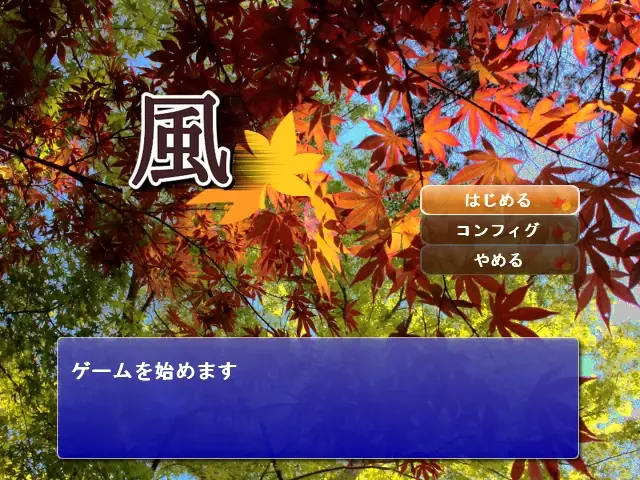 風
はじめる
コンフィグ
やめる
ゲームを始めます